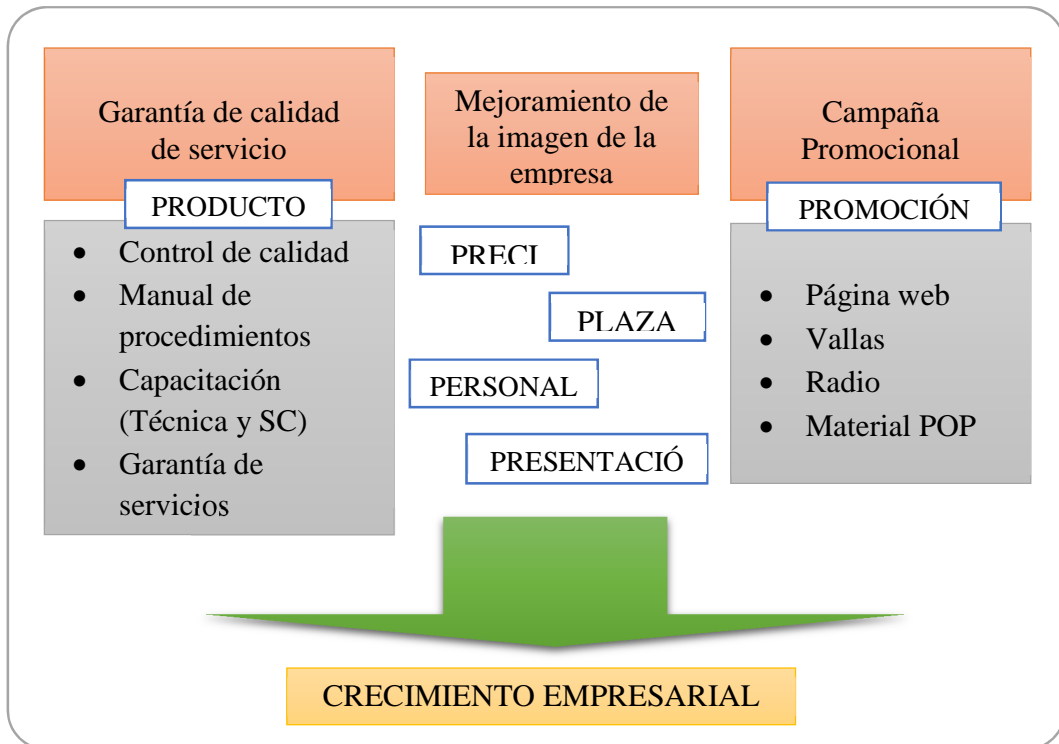 Garantía de calidad
de servicio
PRODUCTO
• Control de calidad
• Manual de
procedimientos
• Capacitación
(Técnica y SC)
• Garantía de
servicios
Mejoramiento de
la imagen de la
empresa
PRECI
PLAZA
PERSONAL
PRESENTACIÓ
Campaña
Promocional
PROMOCIÓN
• Página web
• Vallas
• Radio
• Material POP
CRECIMIENTO EMPRESARIAL